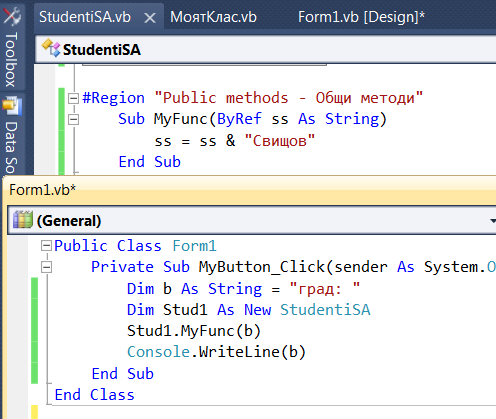 StudentiSA.vb
МоятКлас.vb
Form1.vb [Design]*
Toolbox
Data So
StudentiSA
#Region "Public methods - Общи методи"
Sub MyFunc(ByRef ss As String)
ss = ss & "Свищов"
End Sub
Form1.vb*
(General)
Public Class Form1
Private Sub MyButton_Click(sender As System.O
Dim b As String = "град: "
Dim Stud1 As New StudentiSA
Stud1.MyFunc(b)
Console.WriteLine(b)
End Sub
End Class